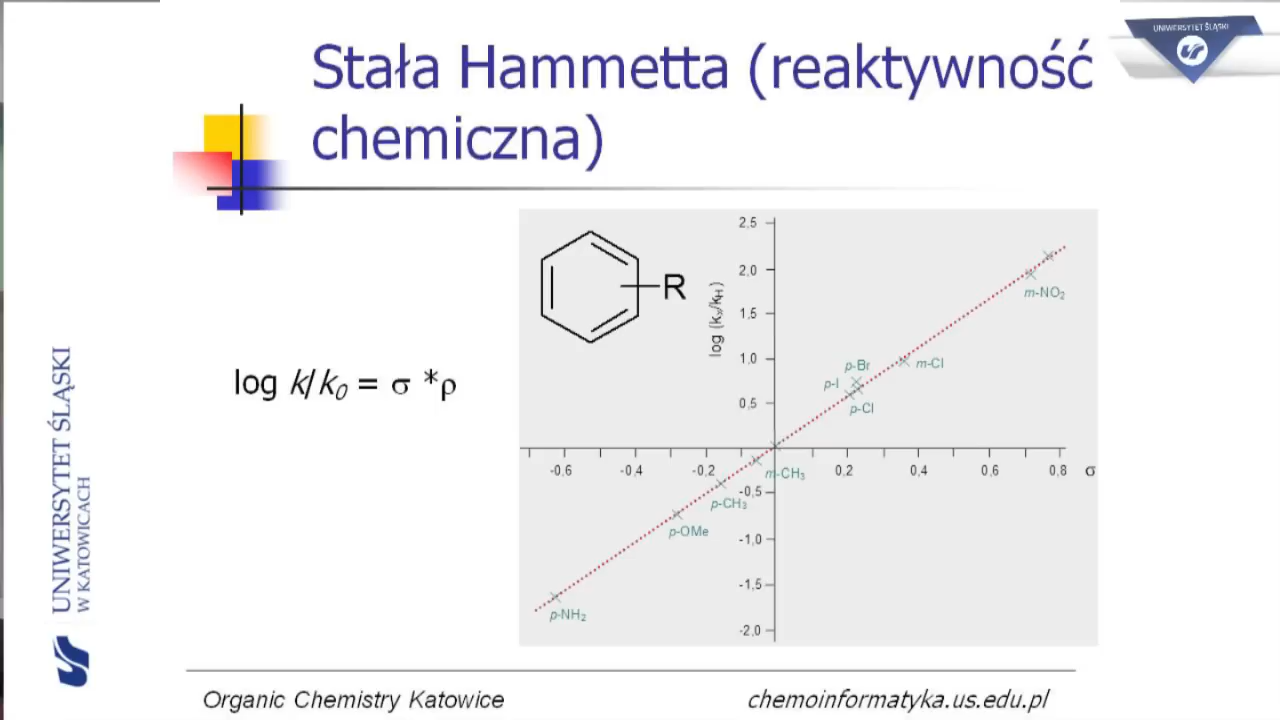 Stała Hammetta (reaktywność
chemiczna)
UNIWERSYTET ŚLĄSKI
UNIWERSYTET ŚLĄSKI
W KATOWICACH
log k/k₀ = σ *ρ
R
log (kₓ/k_H)
2,5
2,0
1,5
1,0
0,5
-0,6 -0,4 -0,2 0,2 0,4 0,6 0,8 σ
-0,5
-1,0
-1,5
-2,0
m-NO₂
p-Br
m-Cl
p-I
p-Cl
m-CH₃
p-CH₃
p-OMe
p-NH₂
Organic Chemistry Katowice
chemoinformatyka.us.edu.pl